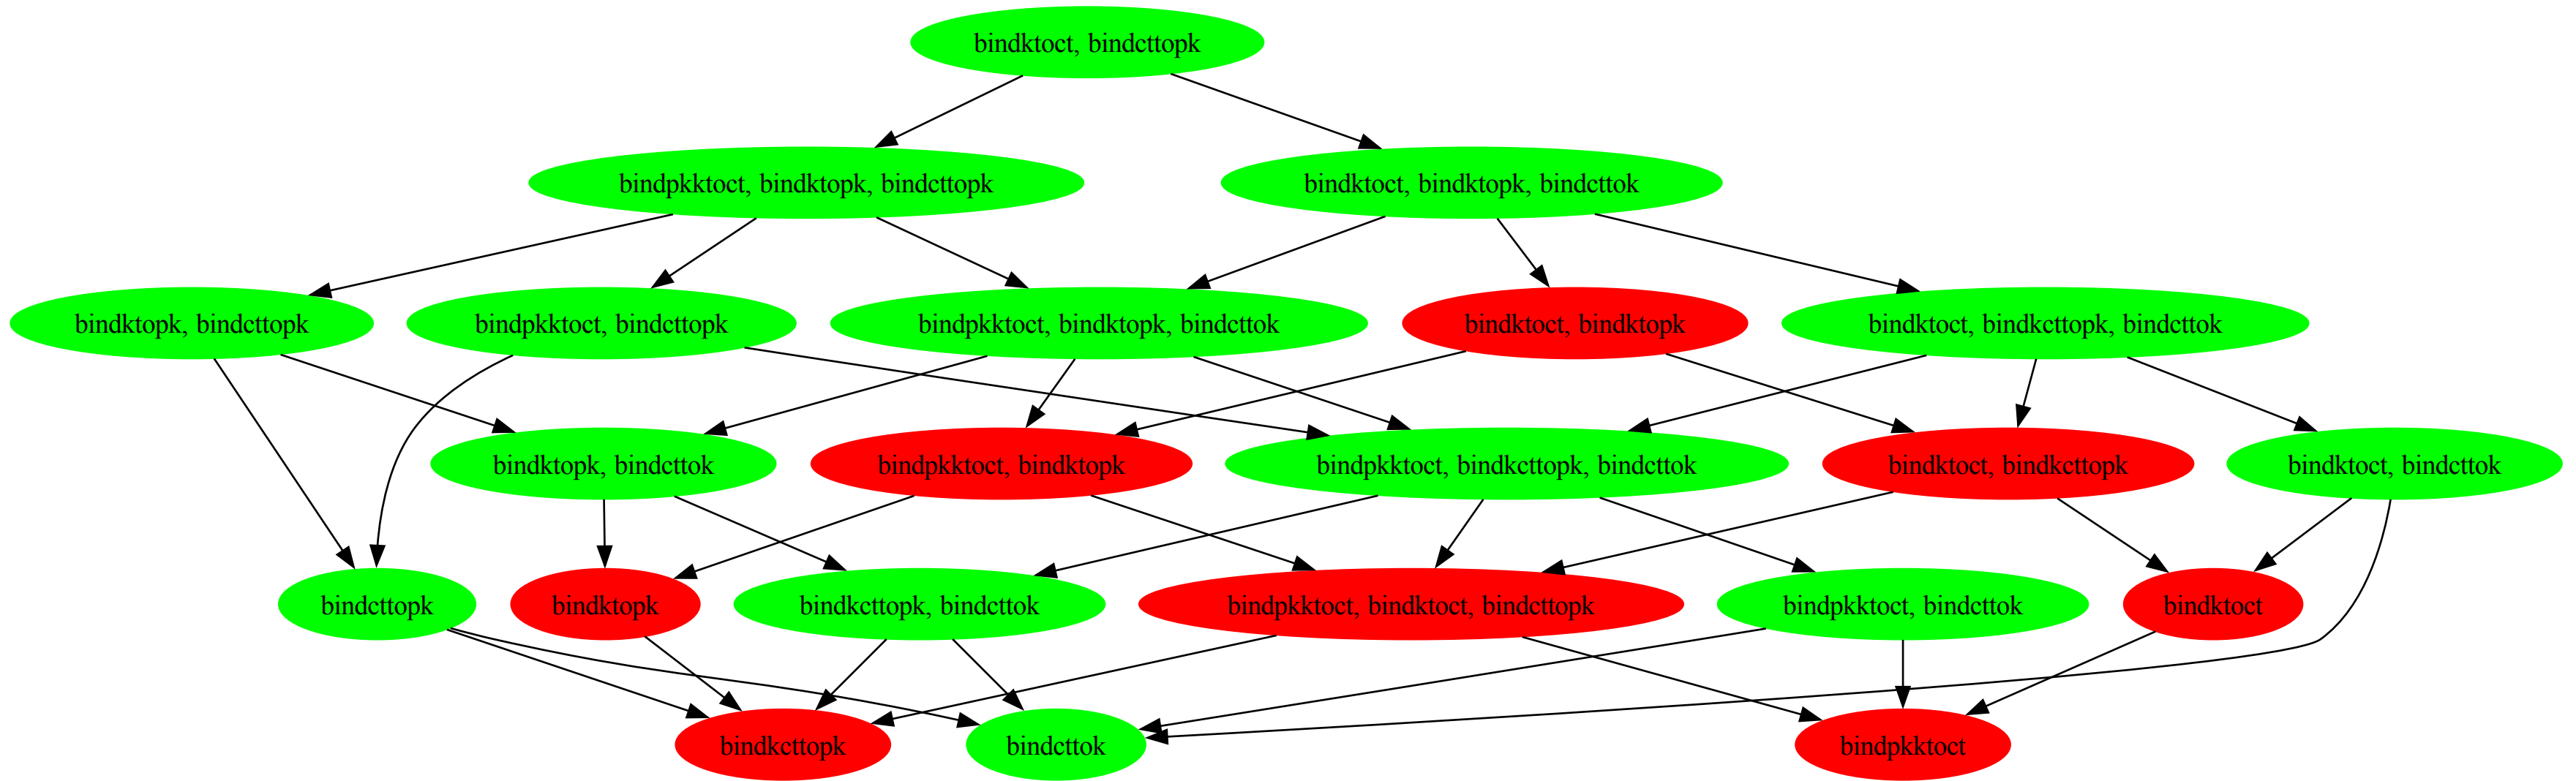 bindktoct, bindcttopk
bindpkktoct, bindktopk, bindcttopk
bindktoct, bindktopk, bindcttok
bindktopk, bindcttopk
bindpkktoct, bindcttopk
bindpkktoct, bindktopk, bindcttok
bindktoct, bindktopk
bindktoct, bindkcttopk, bindcttok
bindktopk, bindcttok
bindpkktoct, bindktopk
bindpkktoct, bindkcttopk, bindcttok
bindktoct, bindkcttopk
bindktoct, bindcttok
bindcttopk
bindktopk
bindkcttopk, bindcttok
bindpkktoct, bindktoct, bindcttopk
bindpkktoct, bindcttok
bindktoct
bindkcttopk
bindcttok
bindpkktoct